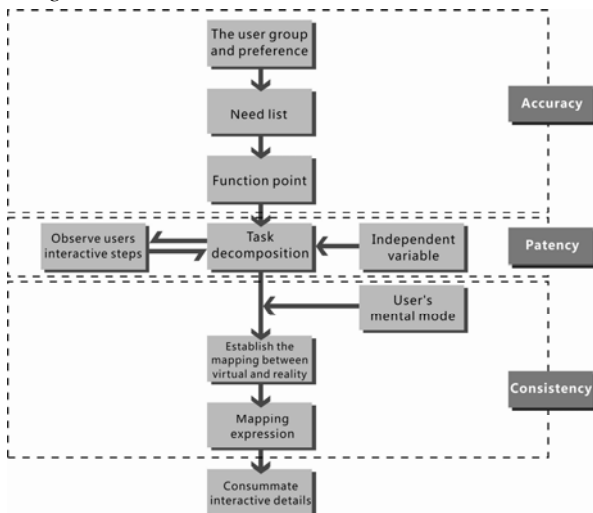 The user group
and preference
Accuracy
Need list
Function point
Observe users
interactive steps
Task
decomposition
Independent
variable
Patency
User's
mental mode
Establish the
mapping between
virtual and reality
Consistency
Mapping
expression
Consummate
interactive details